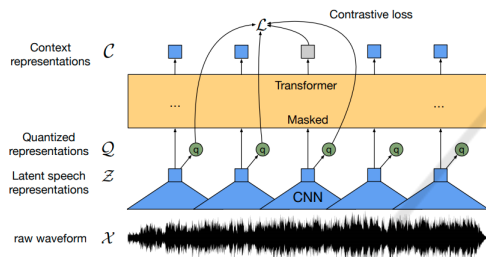 Contrastive loss
ℒ
Context
representations 𝒞
Transformer
... ...
Masked
Quantized
representations 𝒬
q q q q q
Latent speech
representations 𝒵
CNN
raw waveform 𝒳